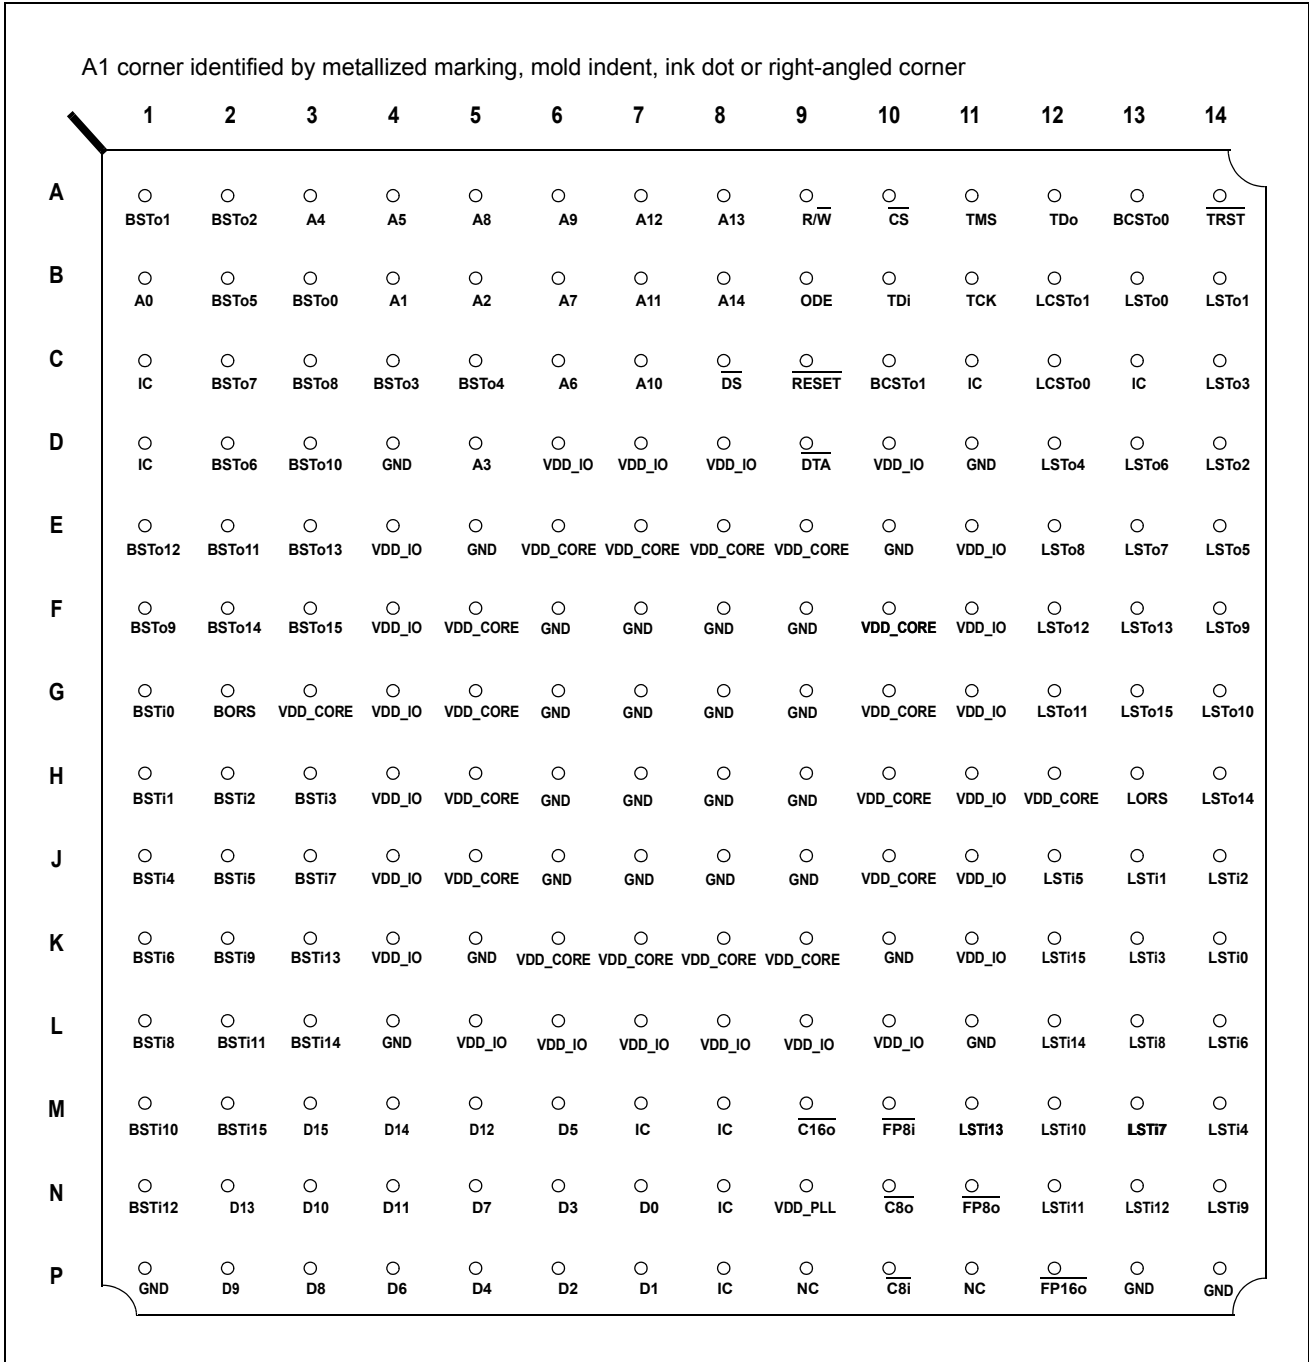 A1 corner identified by metallized marking, mold indent, ink dot or right-angled corner
1 2 3 4 5 6 7 8 9 10 11 12 13 14
A
BSTo1 BSTo2 A4 A5 A8 A9 A12 A13 R/W̅ C̅S̅ TMS TDo BCSTo0 T̅R̅S̅T̅
B
A0 BSTo5 BSTo0 A1 A2 A7 A11 A14 ODE TDi TCK LCSTo1 LSTo0 LSTo1
C
IC BSTo7 BSTo8 BSTo3 BSTo4 A6 A10 D̅S̅ R̅E̅S̅E̅T̅ BCSTo1 IC LCSTo0 IC LSTo3
D
IC BSTo6 BSTo10 GND A3 VDD_IO VDD_IO VDD_IO D̅T̅A̅ VDD_IO GND LSTo4 LSTo6 LSTo2
E
BSTo12 BSTo11 BSTo13 VDD_IO GND VDD_CORE VDD_CORE VDD_CORE VDD_CORE GND VDD_IO LSTo8 LSTo7 LSTo5
F
BSTo9 BSTo14 BSTo15 VDD_IO VDD_CORE GND GND GND GND VDD_CORE VDD_IO LSTo12 LSTo13 LSTo9
G
BSTi0 BORS VDD_CORE VDD_IO VDD_CORE GND GND GND GND VDD_CORE VDD_IO LSTo11 LSTo15 LSTo10
H
BSTi1 BSTi2 BSTi3 VDD_IO VDD_CORE GND GND GND GND VDD_CORE VDD_IO VDD_CORE LORS LSTo14
J
BSTi4 BSTi5 BSTi7 VDD_IO VDD_CORE GND GND GND GND VDD_CORE VDD_IO LSTi5 LSTi1 LSTi2
K
BSTi6 BSTi9 BSTi13 VDD_IO GND VDD_CORE VDD_CORE VDD_CORE VDD_CORE GND VDD_IO LSTi15 LSTi3 LSTi0
L
BSTi8 BSTi11 BSTi14 GND VDD_IO VDD_IO VDD_IO VDD_IO VDD_IO VDD_IO GND LSTi14 LSTi8 LSTi6
M
BSTi10 BSTi15 D15 D14 D12 D5 IC IC C̅1̅6̅o̅ F̅P̅8̅i̅ LSTi13 LSTi10 LSTi7 LSTi4
N
BSTi12 D13 D10 D11 D7 D3 D0 IC VDD_PLL C̅8̅o̅ F̅P̅8̅o̅ LSTi11 LSTi12 LSTi9
P
GND D9 D8 D6 D4 D2 D1 IC NC C̅8̅i̅ NC F̅P̅1̅6̅o̅ GND GND